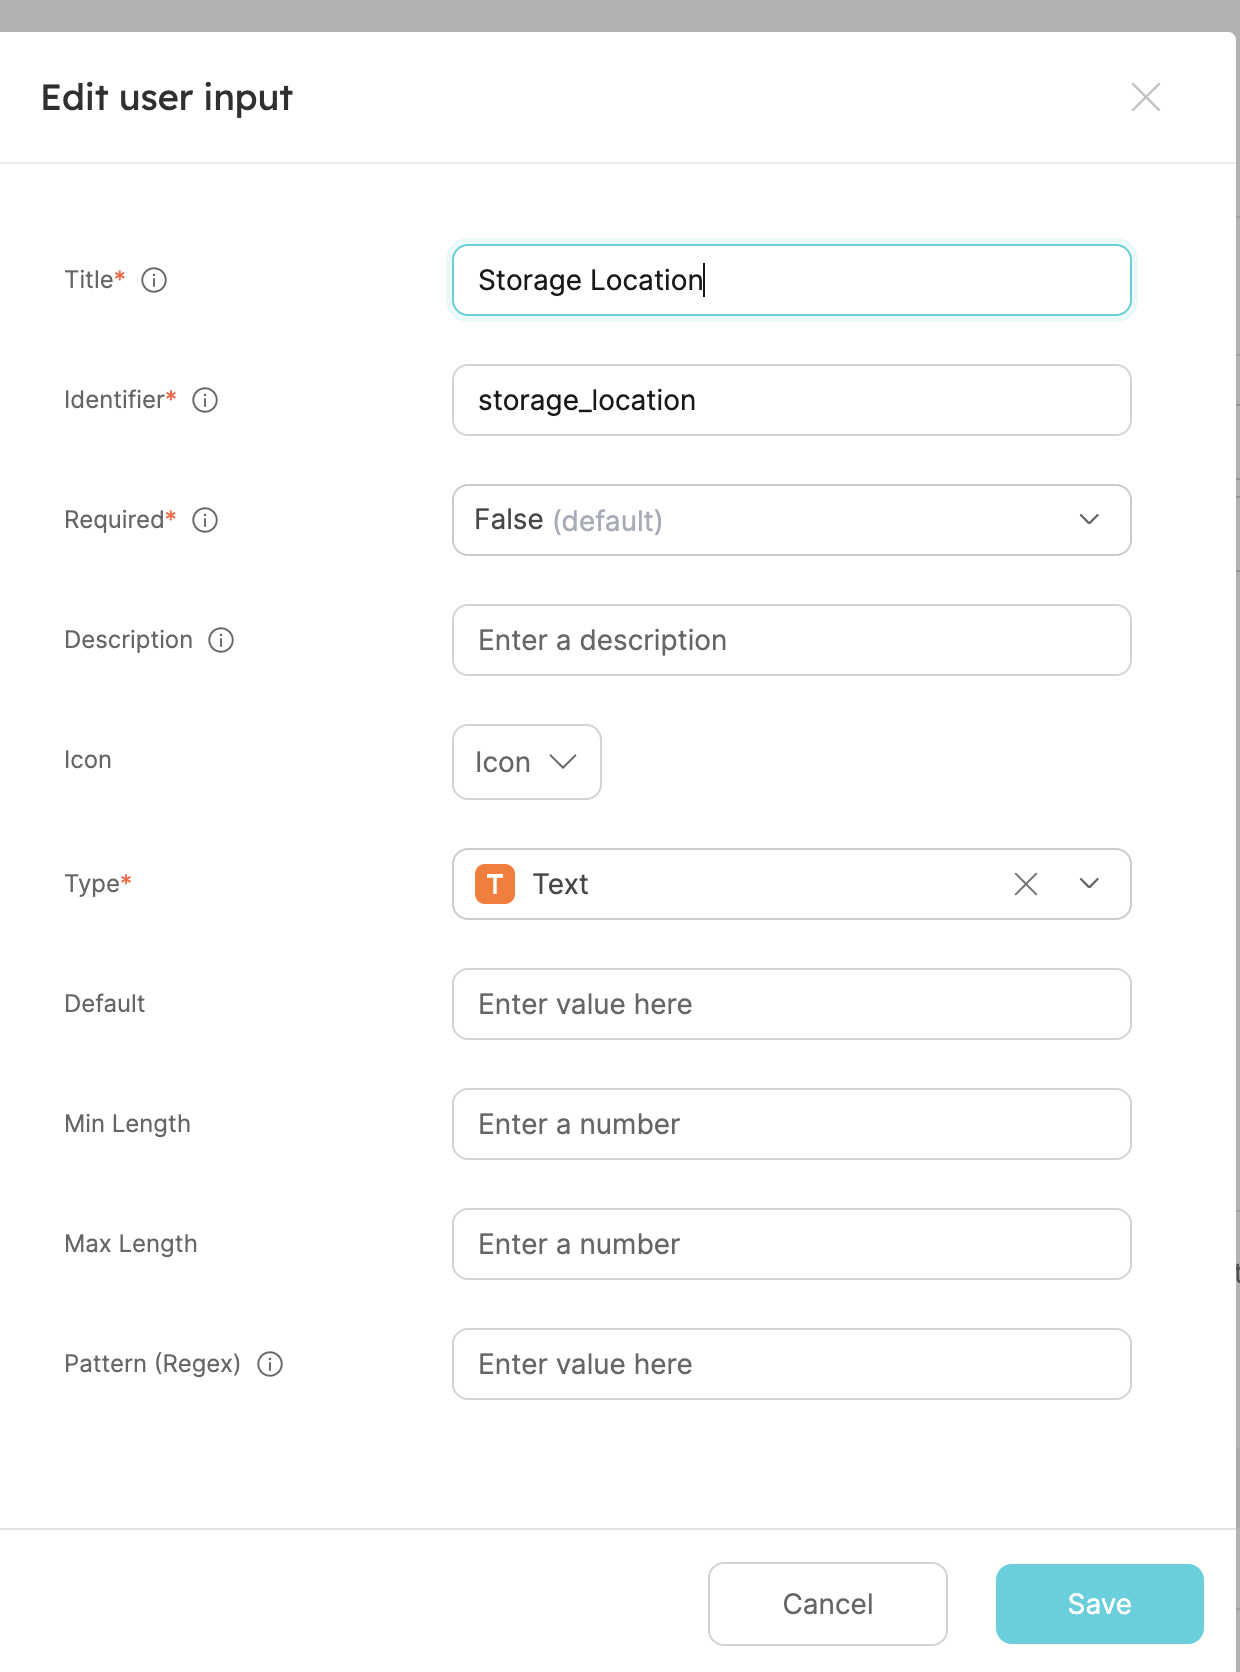 Edit user input
Title*
Storage Location
Identifier*
storage_location
Required*
False (default)
Description
Enter a description
Icon
Icon
Type*
T Text
Default
Enter value here
Min Length
Enter a number
Max Length
Enter a number
Pattern (Regex)
Enter value here
Cancel
Save